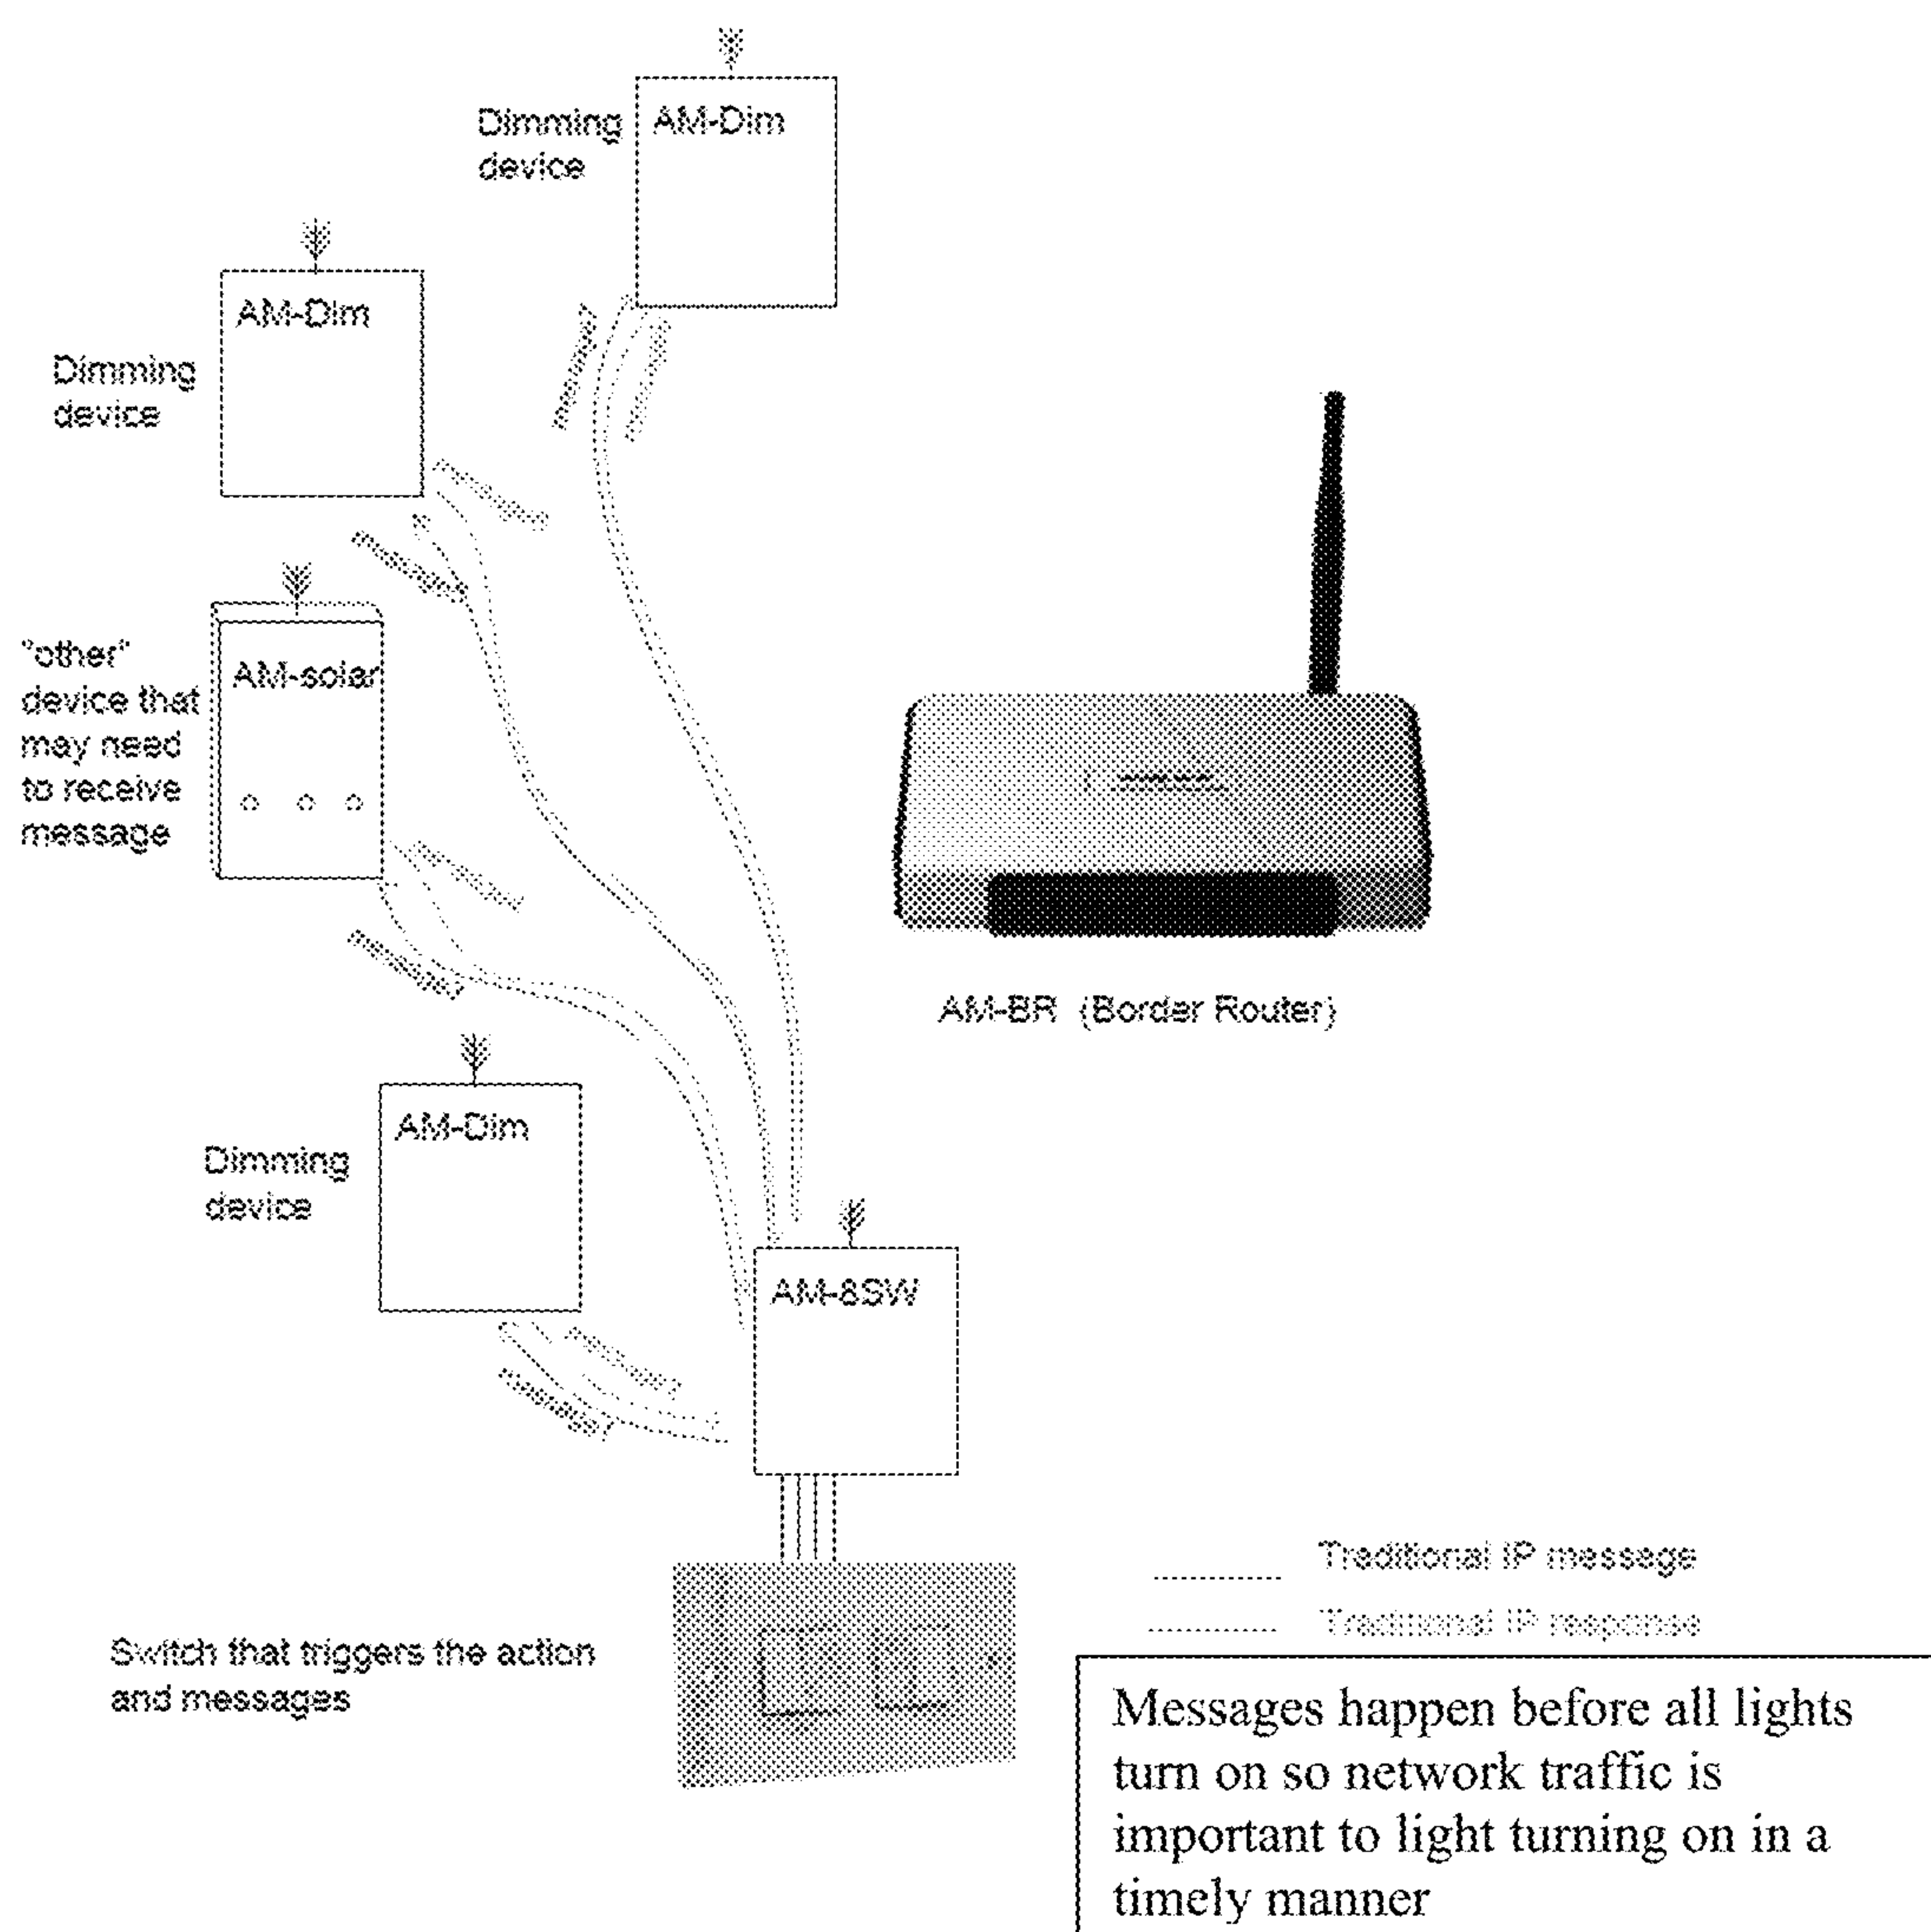 Dimming
device
AM-Dim
AM-Dim
Dimming
device
"other"
device that
may need
to receive
message
AM-solar
AM-BR (Border Router)
AM-Dim
Dimming
device
AM-8SW
Traditional IP message
Traditional IP response
Switch that triggers the action
and messages
Messages happen before all lights
turn on so network traffic is
important to light turning on in a
timely manner